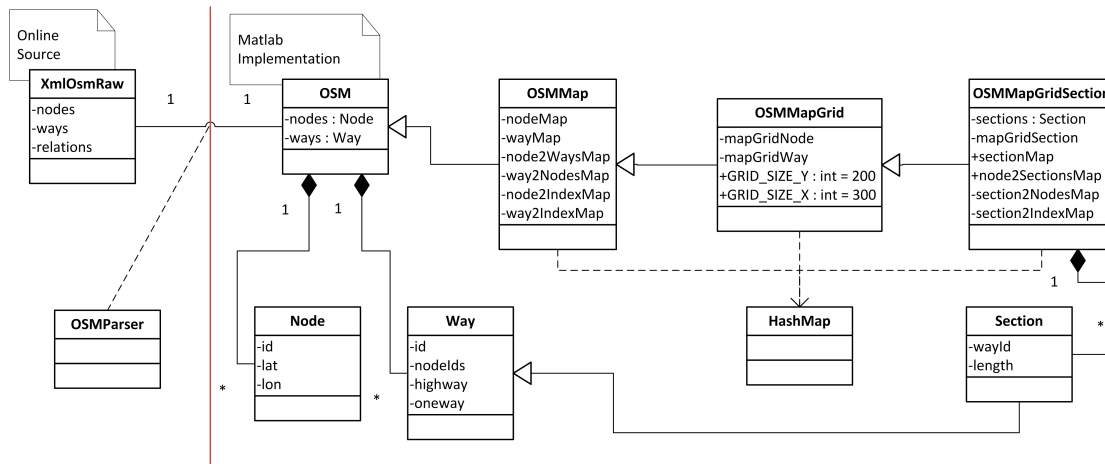 Online
Source
XmlOsmRaw
-nodes
-ways
-relations
1
1
Matlab
Implementation
OSM
-nodes : Node
-ways : Way
1
1
OSMMap
-nodeMap
-wayMap
-node2WaysMap
-way2NodesMap
-node2IndexMap
-way2IndexMap
OSMMapGrid
-mapGridNode
-mapGridWay
+GRID_SIZE_Y : int = 200
+GRID_SIZE_X : int = 300
OSMMapGridSection
-sections : Section
-mapGridSection
+sectionMap
+node2SectionsMap
-section2NodesMap
-section2IndexMap
1
OSMParser
Node
-id
-lat
-lon
*
Way
-id
-nodeIds
-highway
-oneway
*
HashMap
Section
-wayId
-length
*